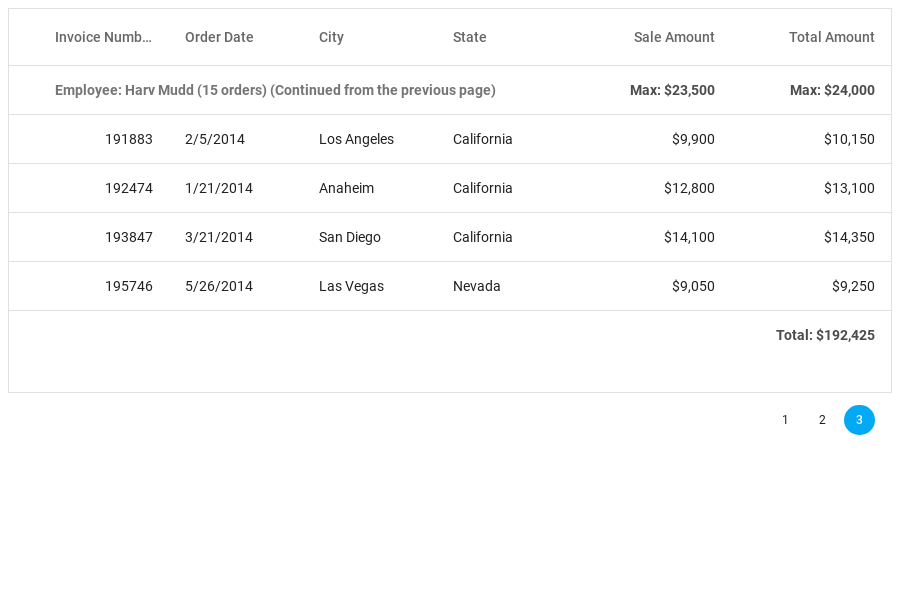 Invoice Numb... Order Date City State Sale Amount Total Amount
Employee: Harv Mudd (15 orders) (Continued from the previous page) Max: $23,500 Max: $24,000
191883 2/5/2014 Los Angeles California $9,900 $10,150
192474 1/21/2014 Anaheim California $12,800 $13,100
193847 3/21/2014 San Diego California $14,100 $14,350
195746 5/26/2014 Las Vegas Nevada $9,050 $9,250
Total: $192,425
1 2 3